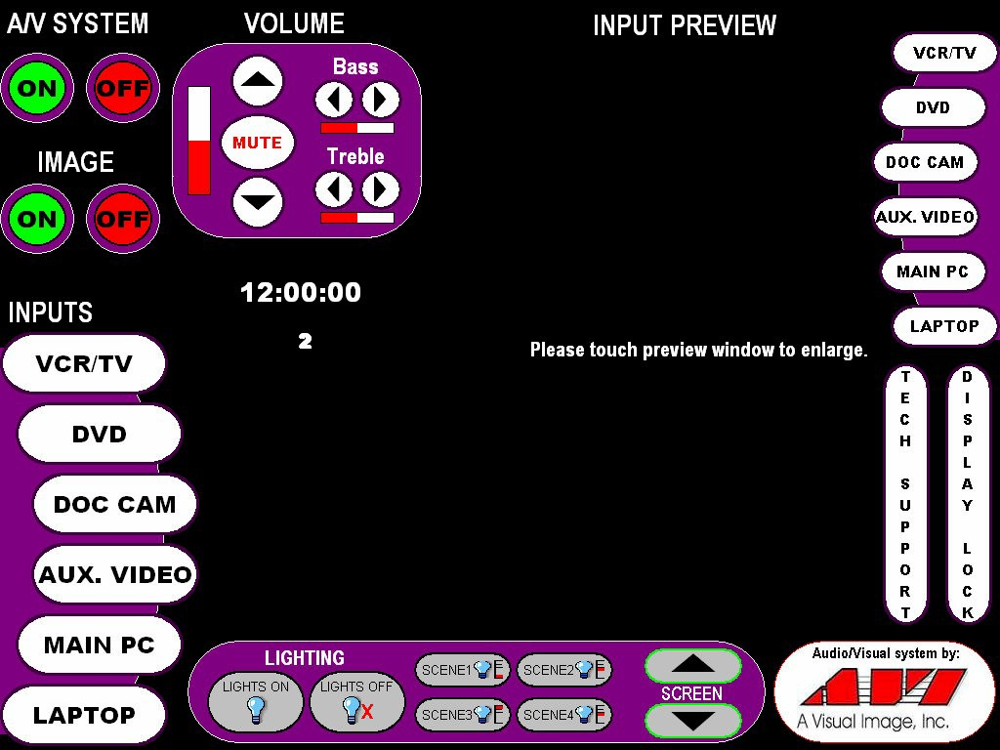 A/V SYSTEM
ON OFF
IMAGE
ON OFF
VOLUME
MUTE
Bass
Treble
12:00:00
2
INPUT PREVIEW
Please touch preview window to enlarge.
VCR/TV
DVD
DOC CAM
AUX. VIDEO
MAIN PC
LAPTOP
INPUTS
VCR/TV
DVD
DOC CAM
AUX. VIDEO
MAIN PC
LAPTOP
TECH SUPPORT
DISPLAY LOCK
LIGHTING
LIGHTS ON
LIGHTS OFF
X
SCENE1
SCENE2
SCENE3
SCENE4
SCREEN
Audio/Visual system by:
AVI
A Visual Image, Inc.